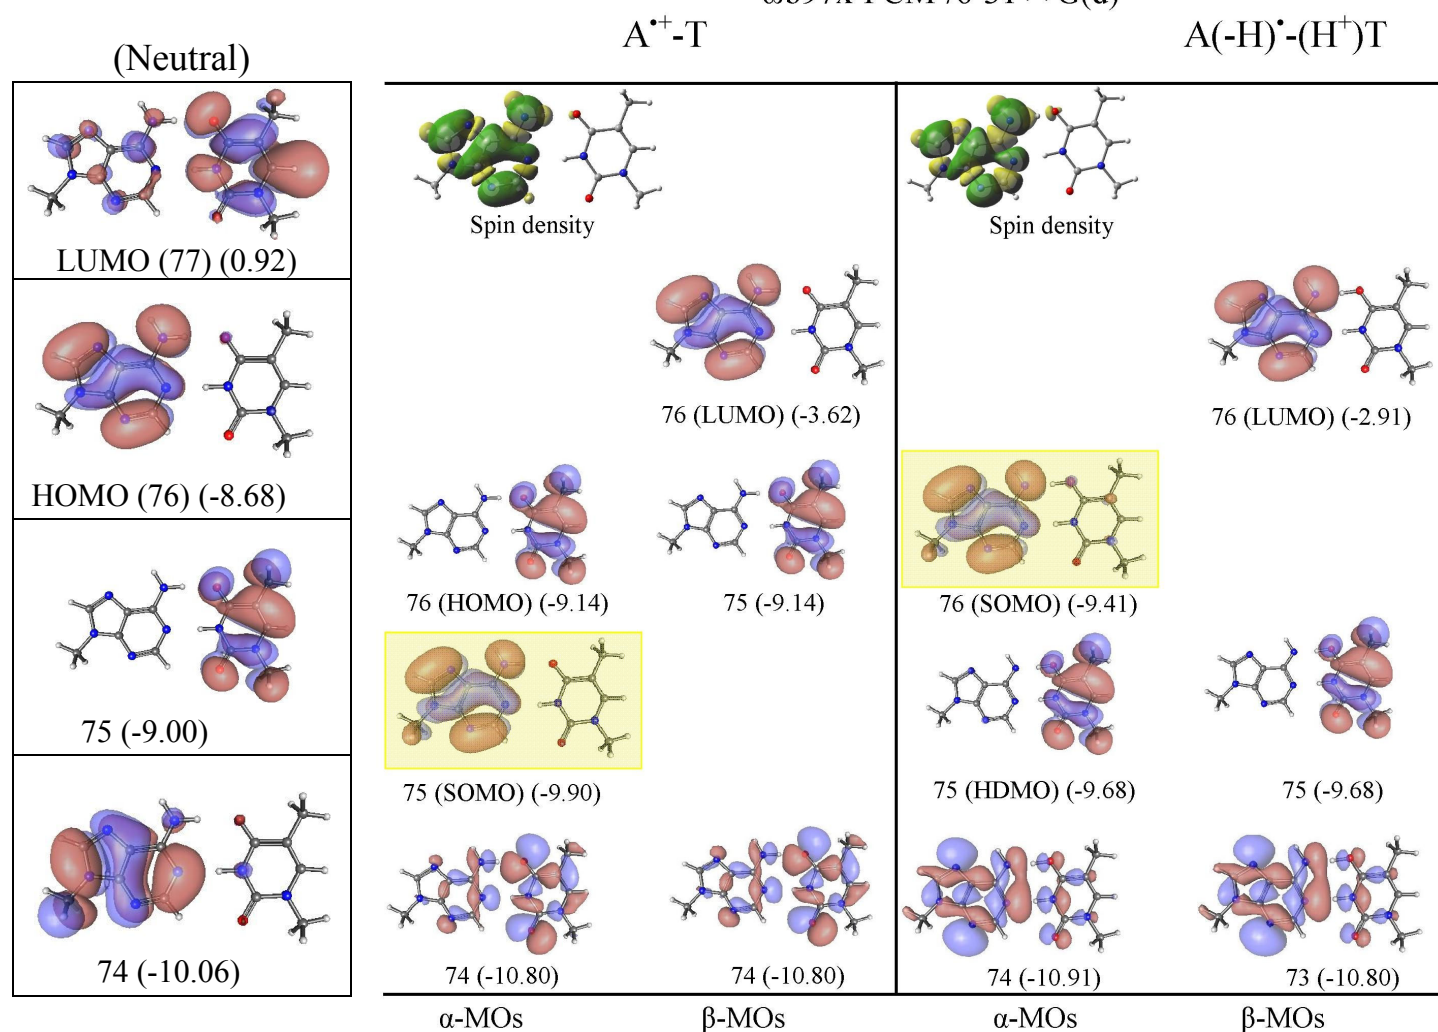 A•+-T
A(-H)•-(H+)T
(Neutral)
Spin density
Spin density
LUMO (77) (0.92)
76 (LUMO) (-3.62)
76 (LUMO) (-2.91)
HOMO (76) (-8.68)
76 (HOMO) (-9.14)
75 (-9.14)
76 (SOMO) (-9.41)
75 (-9.00)
75 (SOMO) (-9.90)
75 (HDMO) (-9.68)
75 (-9.68)
74 (-10.06)
74 (-10.80)
74 (-10.80)
74 (-10.91)
73 (-10.80)
α-MOs
β-MOs
α-MOs
β-MOs